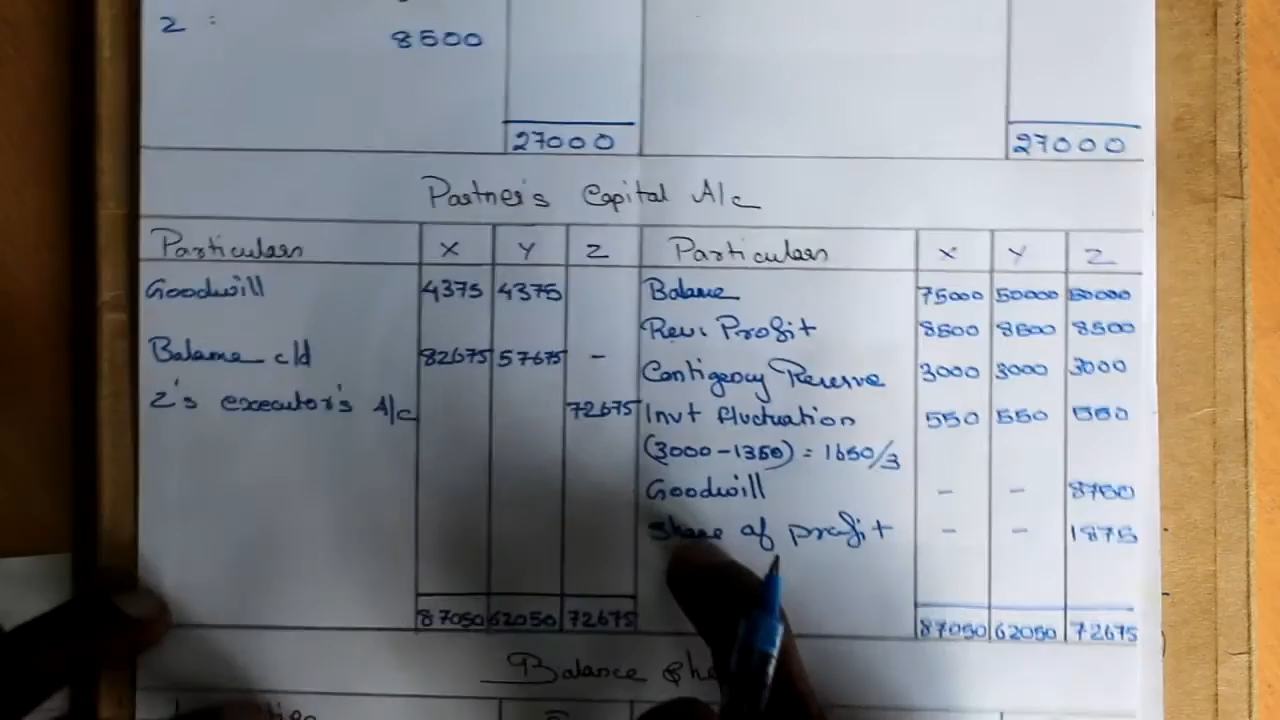 Z :
8500
27000 27000
Partner's Capital A/c
Particulars X Y Z Particulars X Y Z
Goodwill 4375 4375 - Balance 75000 50000 50000
Rev. Profit 8500 8500 8500
Balance c/d 82675 57675 - Contigency Reserve 3000 3000 3000
Z's executor's A/c 72675 Invt fluctuation 550 550 550
(3000-1350) = 1650/3
Goodwill - - 8750
Share of profit - - 1875
87050 62050 72675 87050 62050 72675
Balance